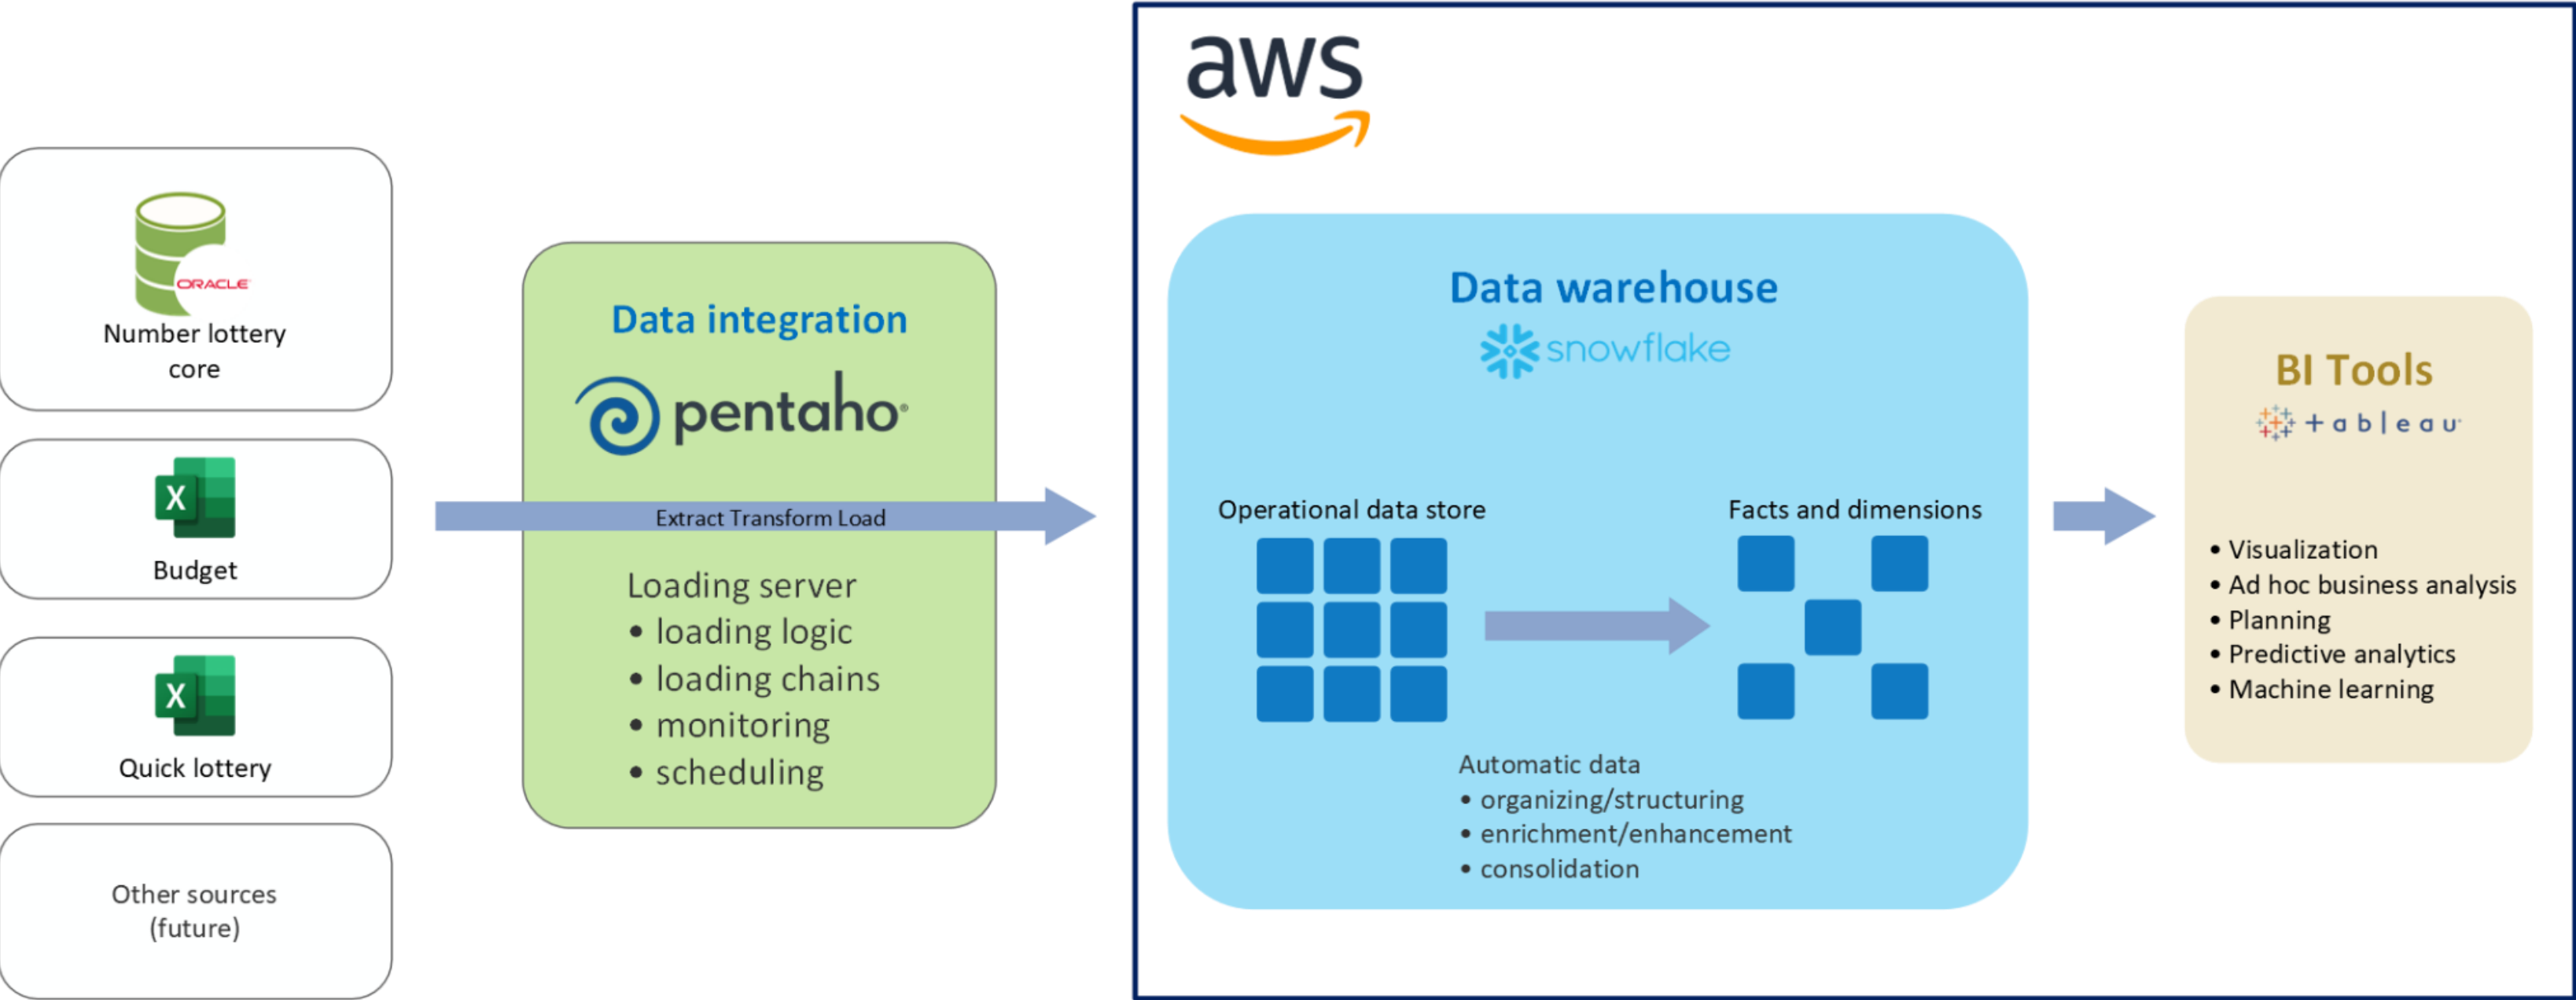 aws
ORACLE
Number lottery
core
X
Budget
X
Quick lottery
Other sources
(future)
Data integration
pentaho®
Extract Transform Load
Loading server
• loading logic
• loading chains
• monitoring
• scheduling
Data warehouse
snowflake
Operational data store
Facts and dimensions
Automatic data
• organizing/structuring
• enrichment/enhancement
• consolidation
BI Tools
+ableau
• Visualization
• Ad hoc business analysis
• Planning
• Predictive analytics
• Machine learning